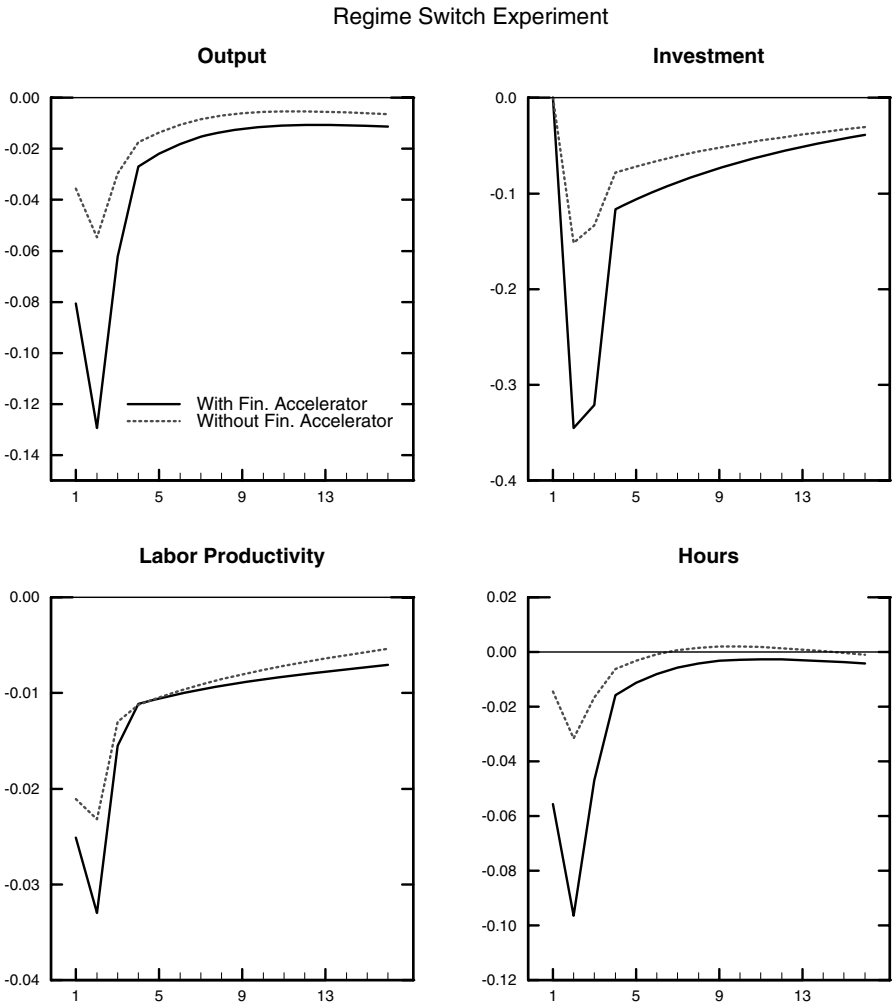 Regime Switch Experiment
Output
0.00
-0.02
-0.04
-0.06
-0.08
-0.10
-0.12
-0.14
With Fin. Accelerator
Without Fin. Accelerator
1 5 9 13
Investment
0.0
-0.1
-0.2
-0.3
-0.4
1 5 9 13
Labor Productivity
0.00
-0.01
-0.02
-0.03
-0.04
1 5 9 13
Hours
0.02
0.00
-0.02
-0.04
-0.06
-0.08
-0.10
-0.12
1 5 9 13